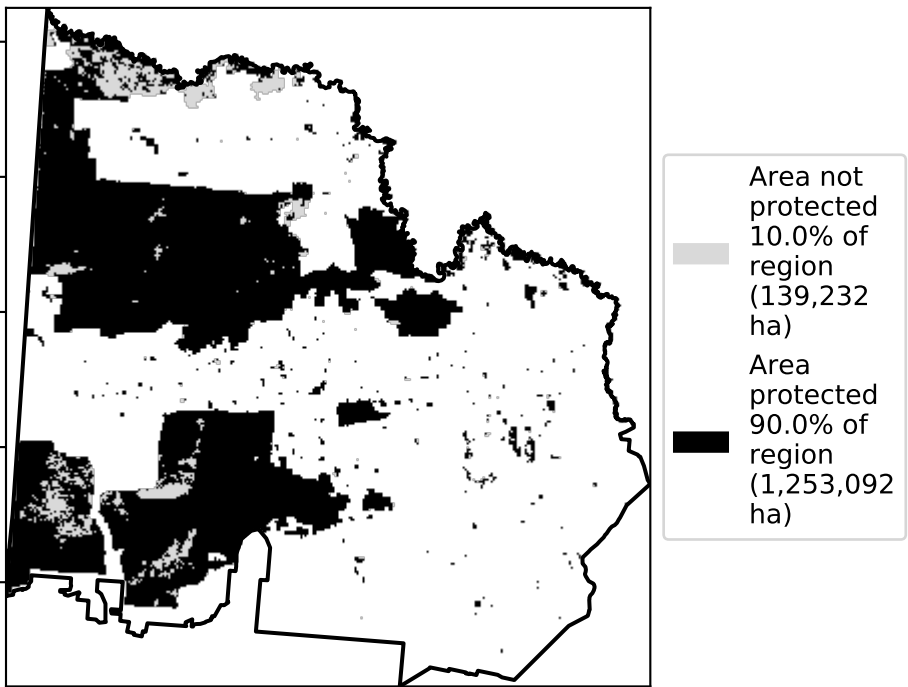 Area not
protected
10.0% of
region
(139,232
ha)
Area
protected
90.0% of
region
(1,253,092
ha)